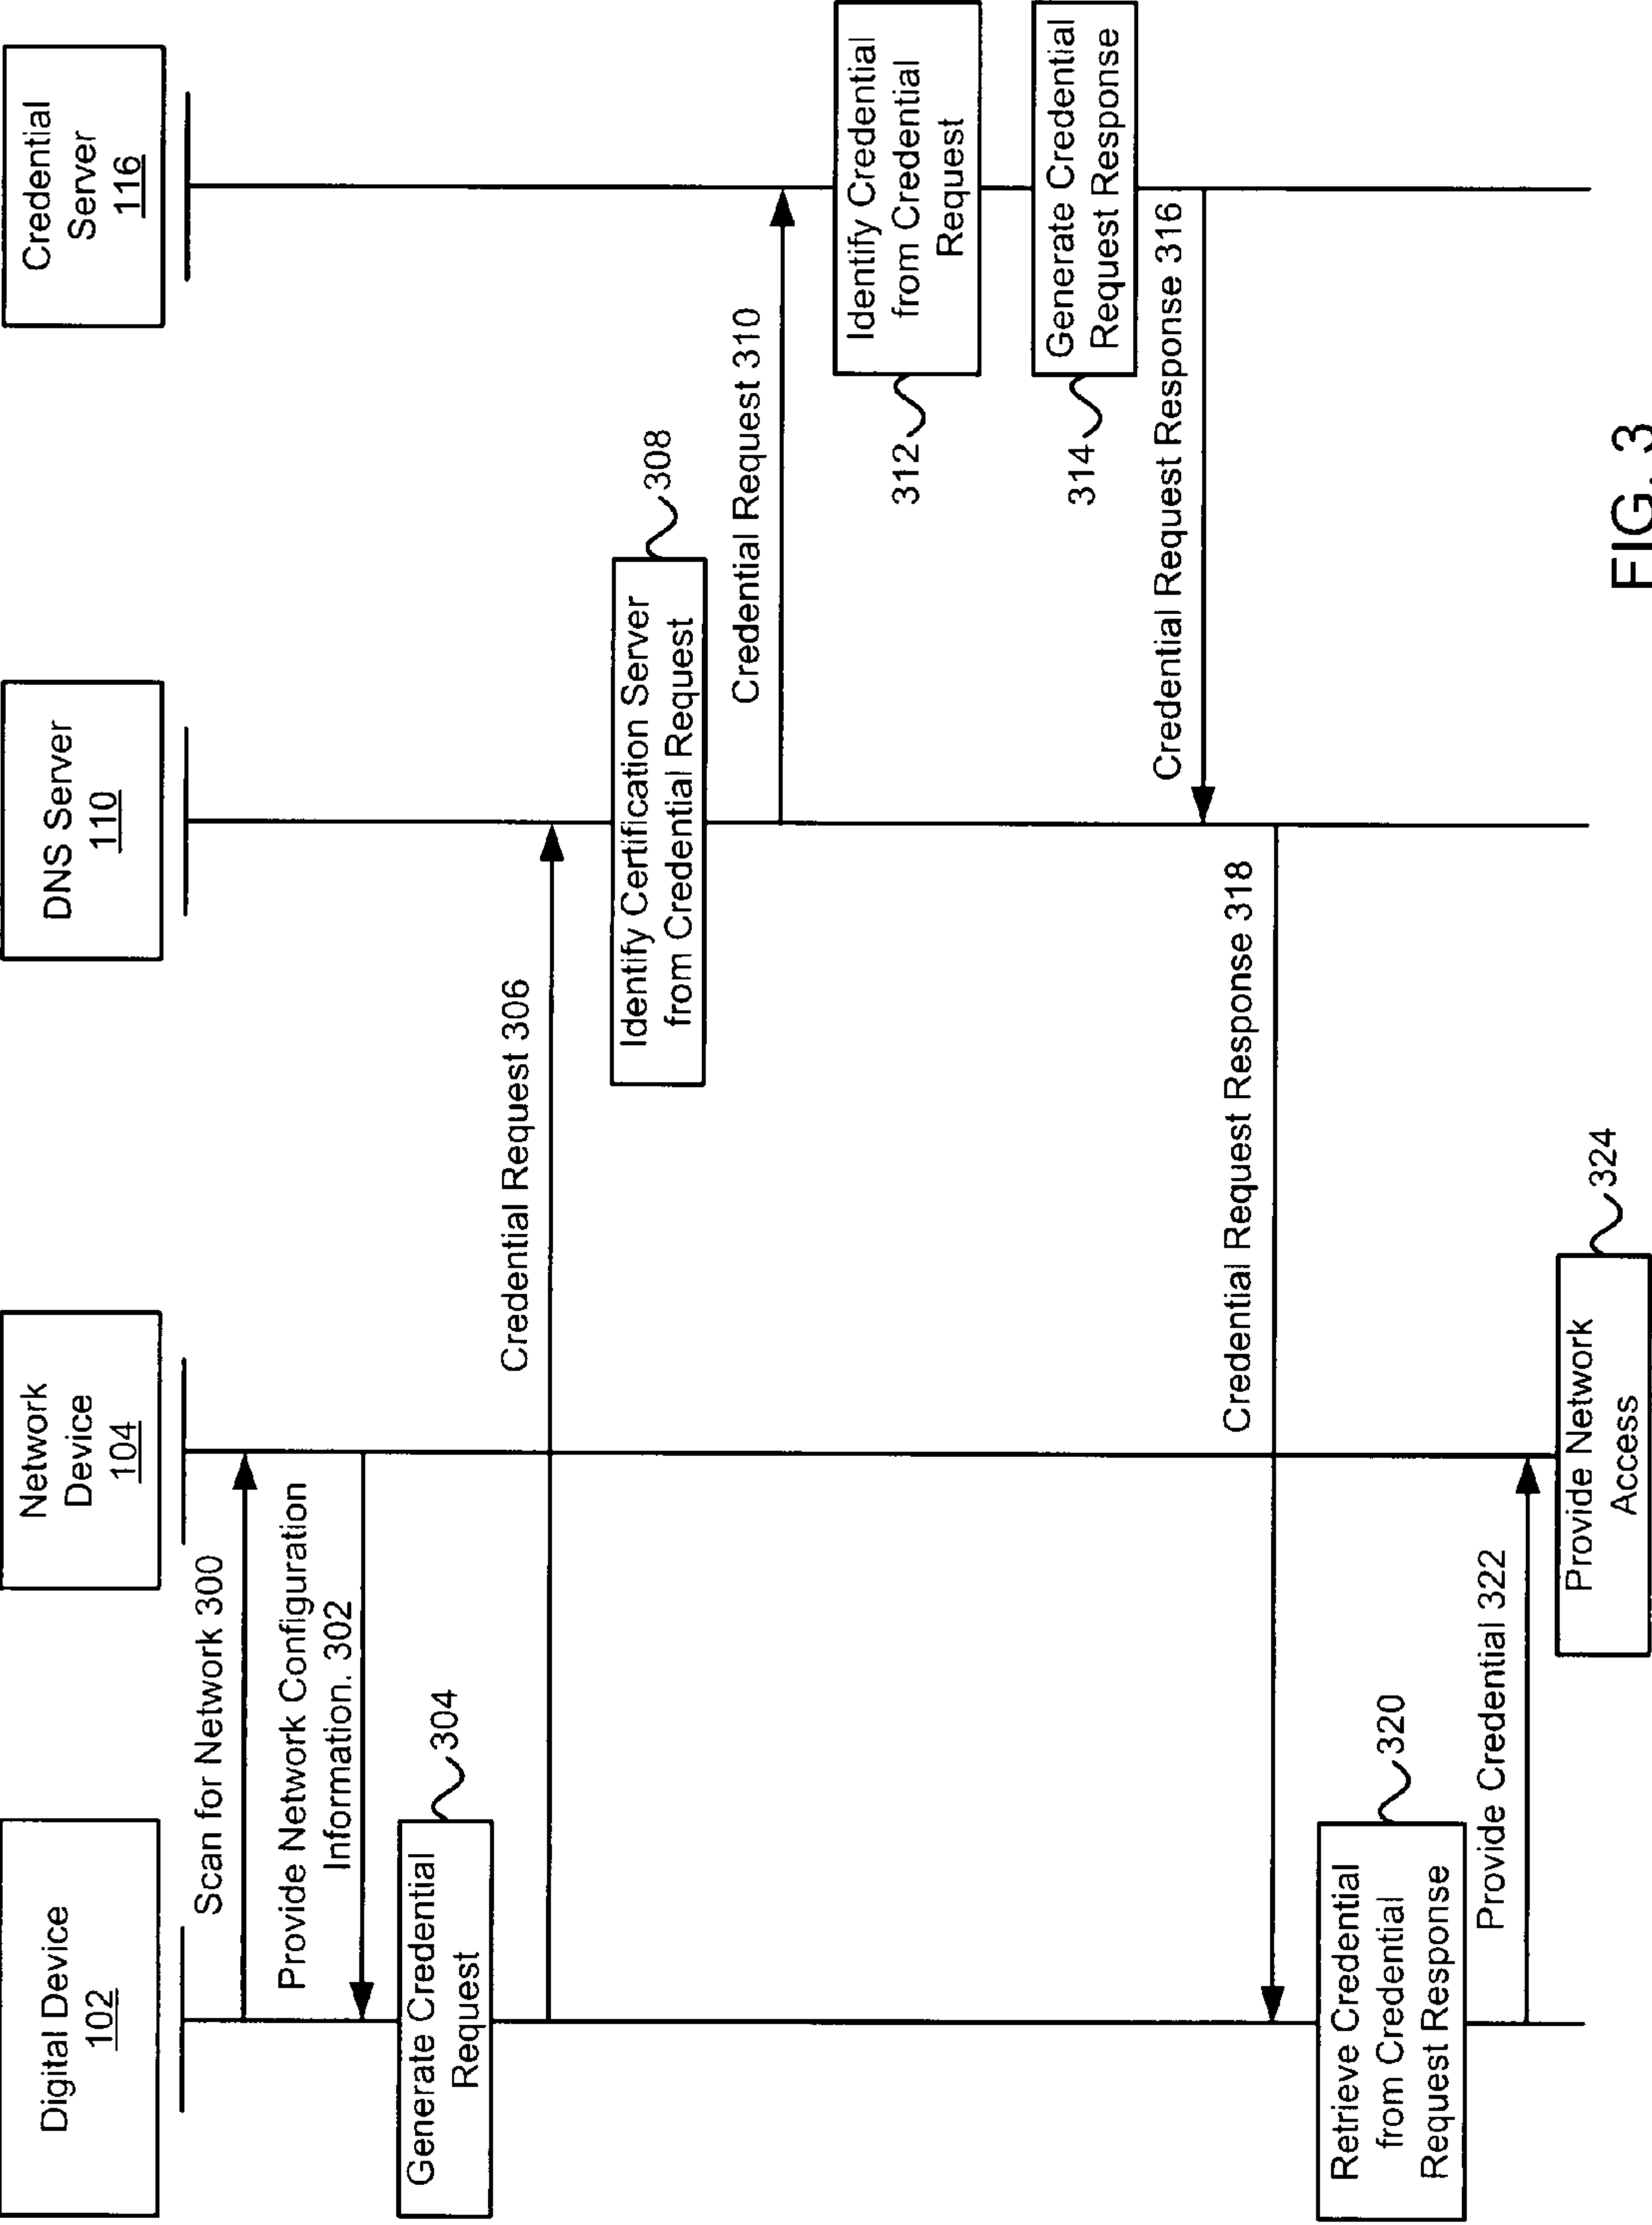 Digital Device
102
Network
Device
104
DNS Server
110
Credential
Server
116
Scan for Network 300
Provide Network Configuration
Information. 302
Generate Credential
Request
304
Credential Request 306
Identify Certification Server
from Credential Request
308
Credential Request 310
Identify Credential
from Credential
Request
312
Generate Credential
Request Response
314
Credential Request Response 316
Credential Request Response 318
Retrieve Credential
from Credential
Request Response
320
Provide Credential 322
Provide Network
Access
324
FIG. 3